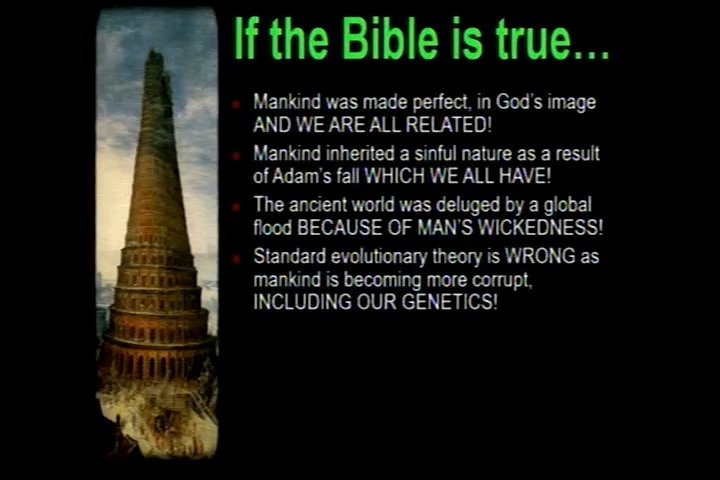 If the Bible is true...
Mankind was made perfect, in God's image
AND WE ARE ALL RELATED!
Mankind inherited a sinful nature as a result
of Adam's fall WHICH WE ALL HAVE!
The ancient world was deluged by a global
flood BECAUSE OF MAN'S WICKEDNESS!
Standard evolutionary theory is WRONG as
mankind is becoming more corrupt,
INCLUDING OUR GENETICS!